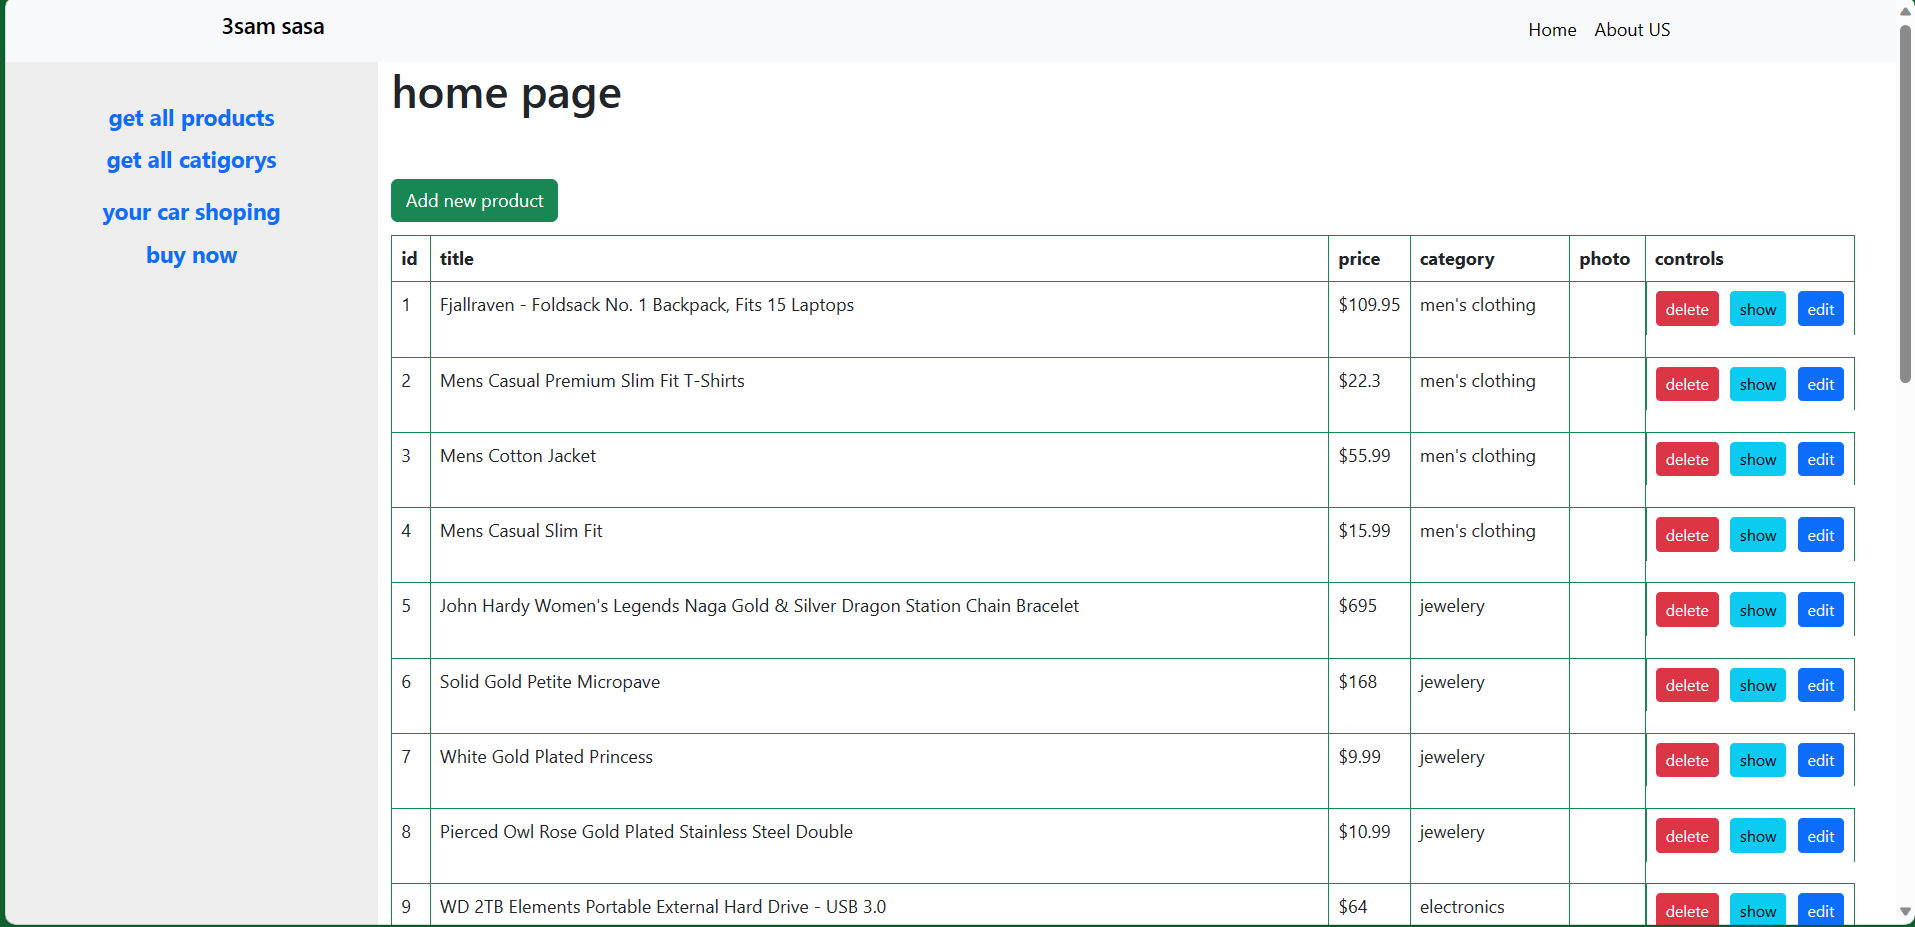 3sam sasa
Home About US
get all products
get all catigorys
your car shoping
buy now
home page
Add new product
id title price category photo controls
1 Fjallraven - Foldsack No. 1 Backpack, Fits 15 Laptops $109.95 men's clothing delete show edit
2 Mens Casual Premium Slim Fit T-Shirts $22.3 men's clothing delete show edit
3 Mens Cotton Jacket $55.99 men's clothing delete show edit
4 Mens Casual Slim Fit $15.99 men's clothing delete show edit
5 John Hardy Women's Legends Naga Gold & Silver Dragon Station Chain Bracelet $695 jewelery delete show edit
6 Solid Gold Petite Micropave $168 jewelery delete show edit
7 White Gold Plated Princess $9.99 jewelery delete show edit
8 Pierced Owl Rose Gold Plated Stainless Steel Double $10.99 jewelery delete show edit
9 WD 2TB Elements Portable External Hard Drive - USB 3.0 $64 electronics delete show edit